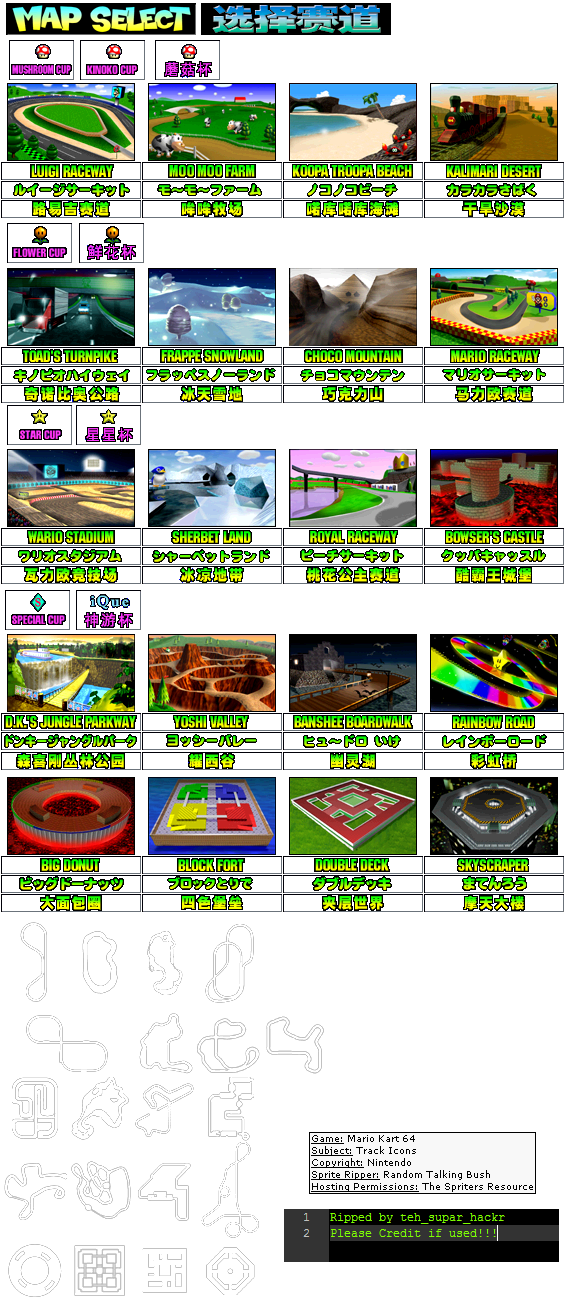 MAP SELECT 选择赛道
MUSHROOM CUP KINOKO CUP 蘑菇杯
LUIGI RACEWAY MOO MOO FARM KOOPA TROOPA BEACH KALIMARI DESERT
ルイージサーキット モ〜モ〜ファーム ノコノコビーチ カラカラさばく
路易吉赛道 哞哞牧场 喏库喏库海滩 干旱沙漠
FLOWER CUP 鲜花杯
TOAD'S TURNPIKE FRAPPE SNOWLAND CHOCO MOUNTAIN MARIO RACEWAY
キノピオハイウェイ フラッペスノーランド チョコマウンテン マリオサーキット
奇诺比奥公路 冰天雪地 巧克力山 马力欧赛道
STAR CUP 星星杯
WARIO STADIUM SHERBET LAND ROYAL RACEWAY BOWSER'S CASTLE
ワリオスタジアム シャーベットランド ピーチサーキット クッパキャッスル
瓦力欧竞技场 冰凉地带 桃花公主赛道 酷霸王城堡
SPECIAL CUP iQue 神游杯
D.K.'S JUNGLE PARKWAY YOSHI VALLEY BANSHEE BOARDWALK RAINBOW ROAD
ドンキージャングルパーク ヨッシーバレー ヒュ〜ドロ いけ レインボーロード
森喜刚丛林公园 耀西谷 幽灵湖 彩虹桥
BIG DONUT BLOCK FORT DOUBLE DECK SKYSCRAPER
ビッグドーナッツ ブロックとりで ダブルデッキ まてんろう
大面包圈 四色堡垒 夹层世界 摩天大楼
Game: Mario Kart 64
Subject: Track Icons
Copyright: Nintendo
Sprite Ripper: Random Talking Bush
Hosting Permissions: The Spriters Resource
1 Ripped by teh_supar_hackr
2 Please Credit if used!!!